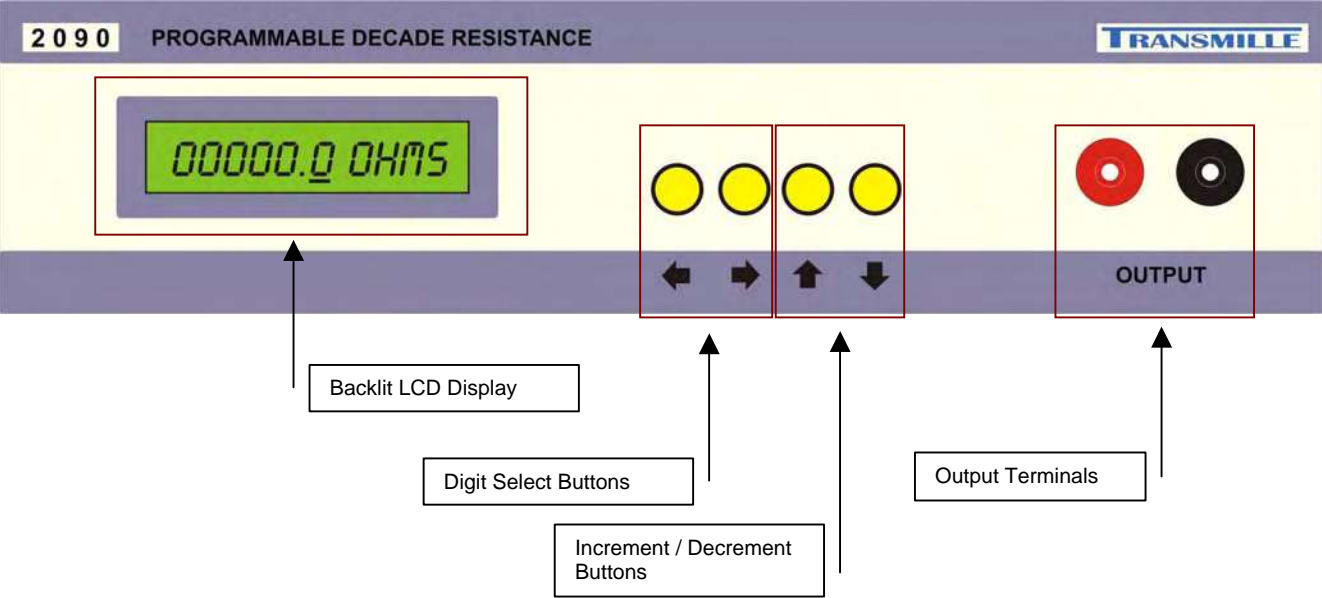 2090 PROGRAMMABLE DECADE RESISTANCE TRANSMILLE
00000.0 OHMS
OUTPUT
Backlit LCD Display
Digit Select Buttons
Output Terminals
Increment / Decrement
Buttons